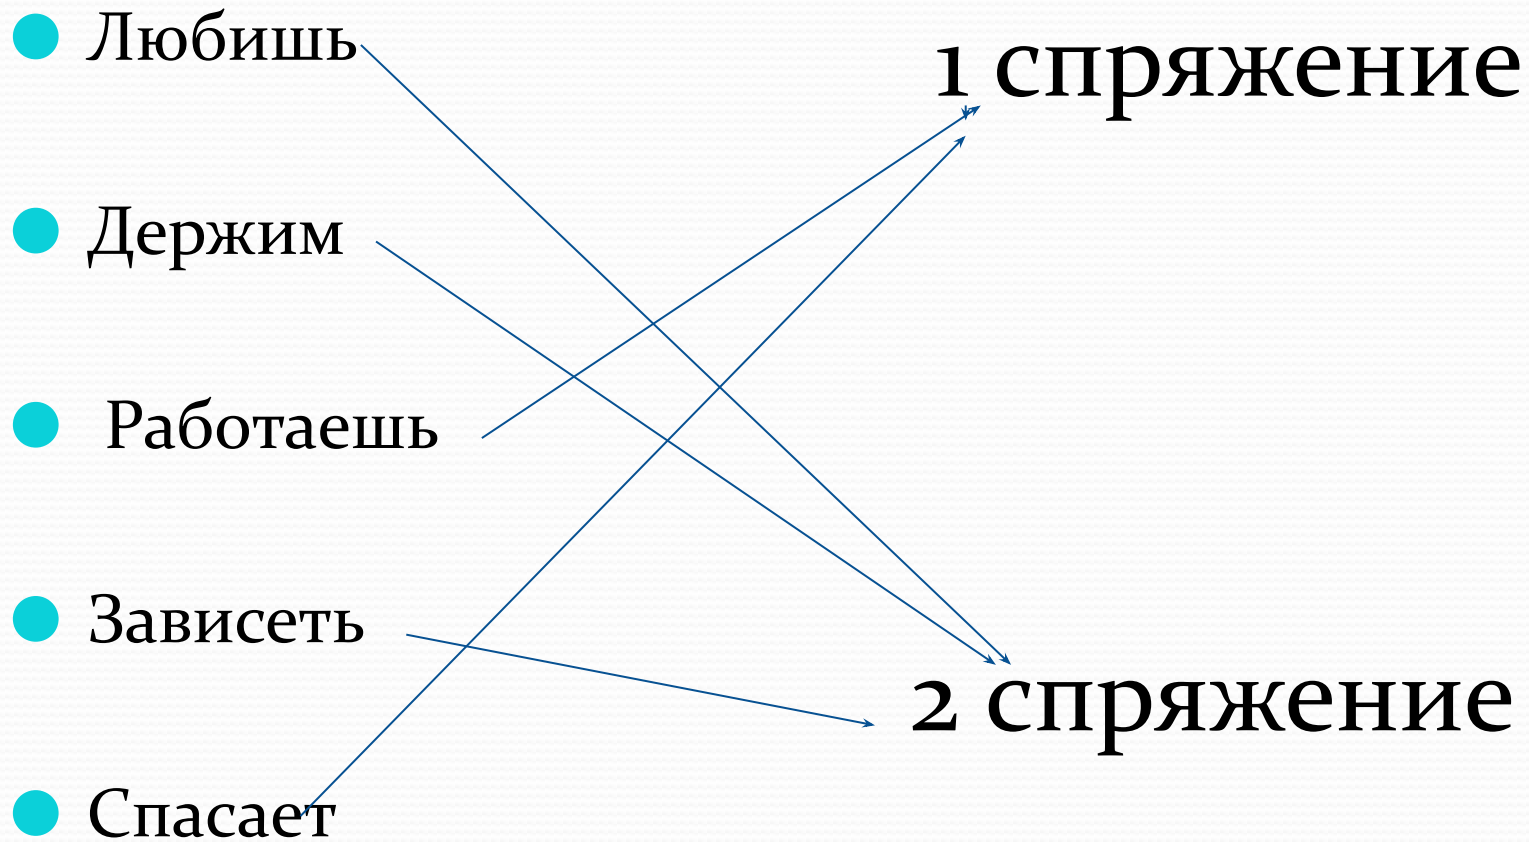 Любишь
1 спряжение
Держим
Работаешь
Зависеть
2 спряжение
Спасает